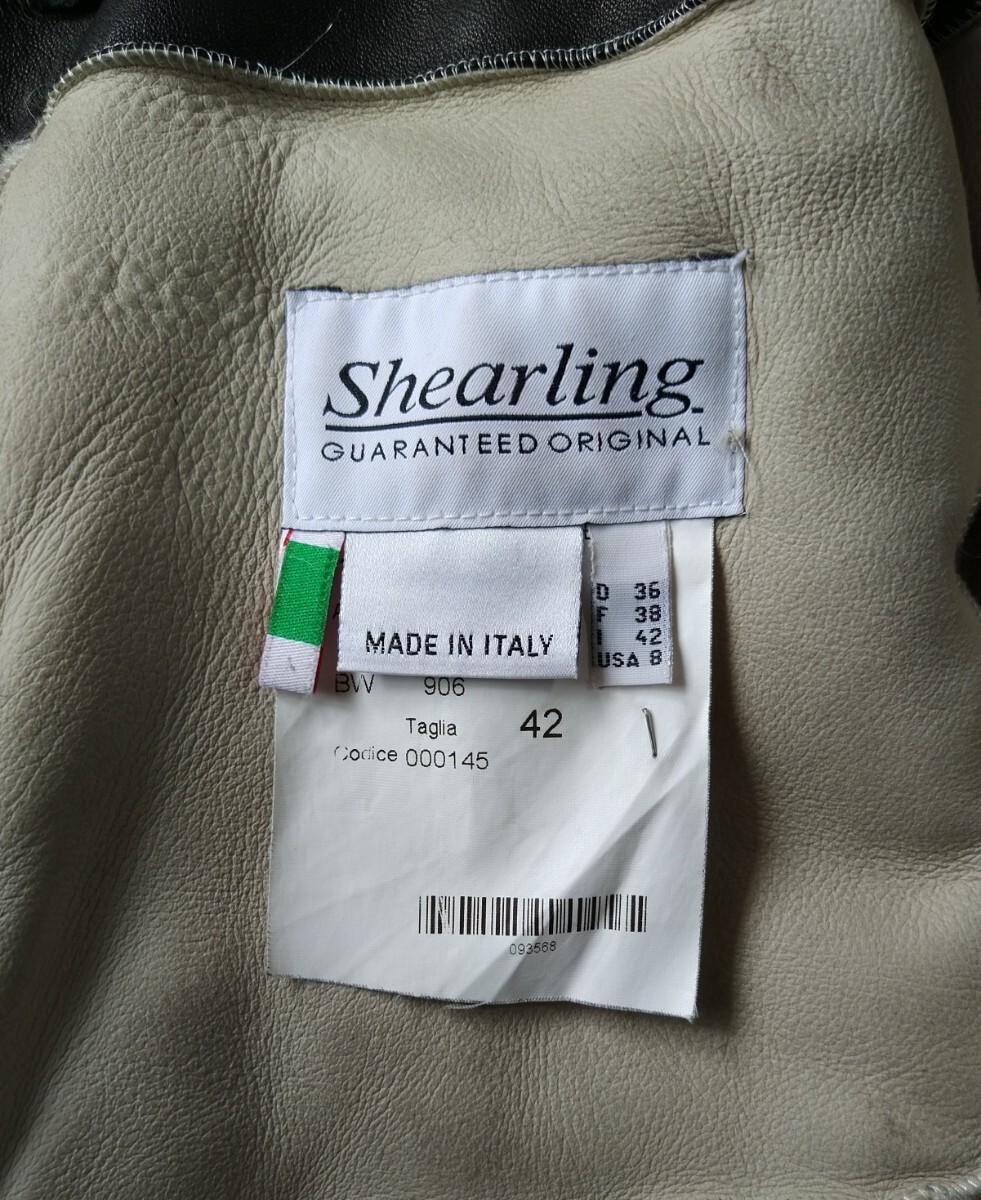 Shearling
GUARANTEED ORIGINAL
MADE IN ITALY
D 36
F 38
I 42
USA 8
BW 906
Taglia 42
Codice 000145
093568